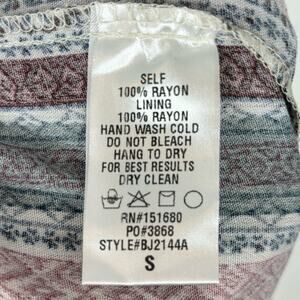 SELF
100% RAYON
LINING
100% RAYON
HAND WASH COLD
DO NOT BLEACH
HANG TO DRY
FOR BEST RESULTS
DRY CLEAN
RN#151680
PO#3868
STYLE#BJ2144A
S